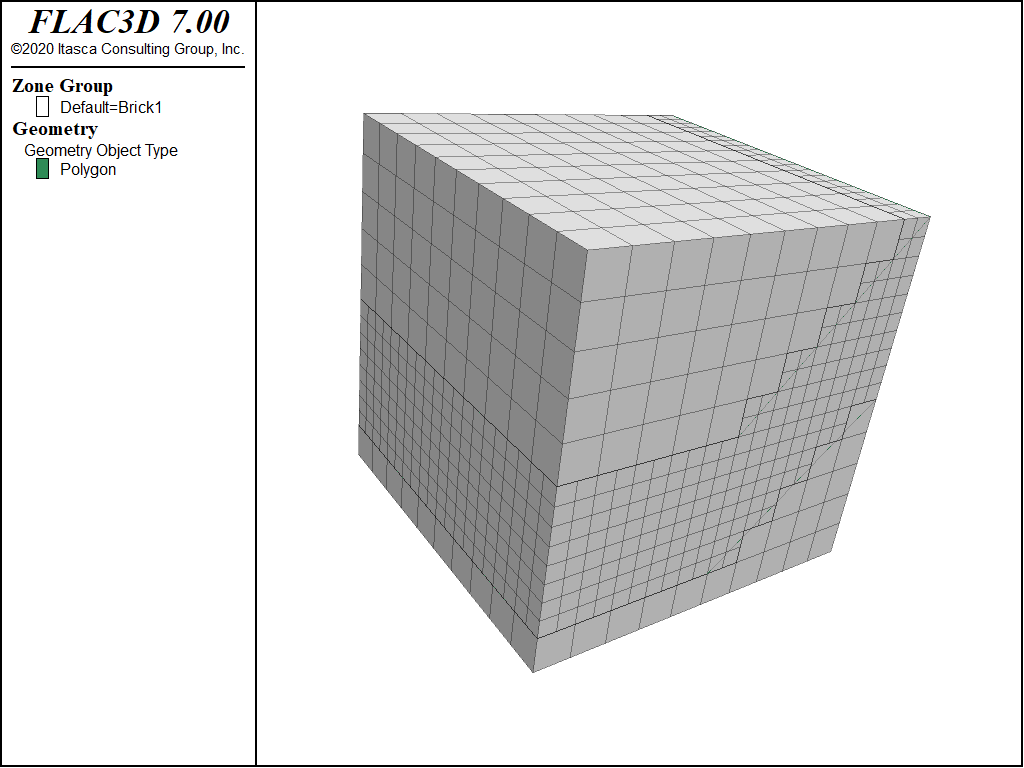 FLAC3D 7.00
©2020 Itasca Consulting Group, Inc.
Zone Group
Default=Brick1
Geometry
Geometry Object Type
Polygon